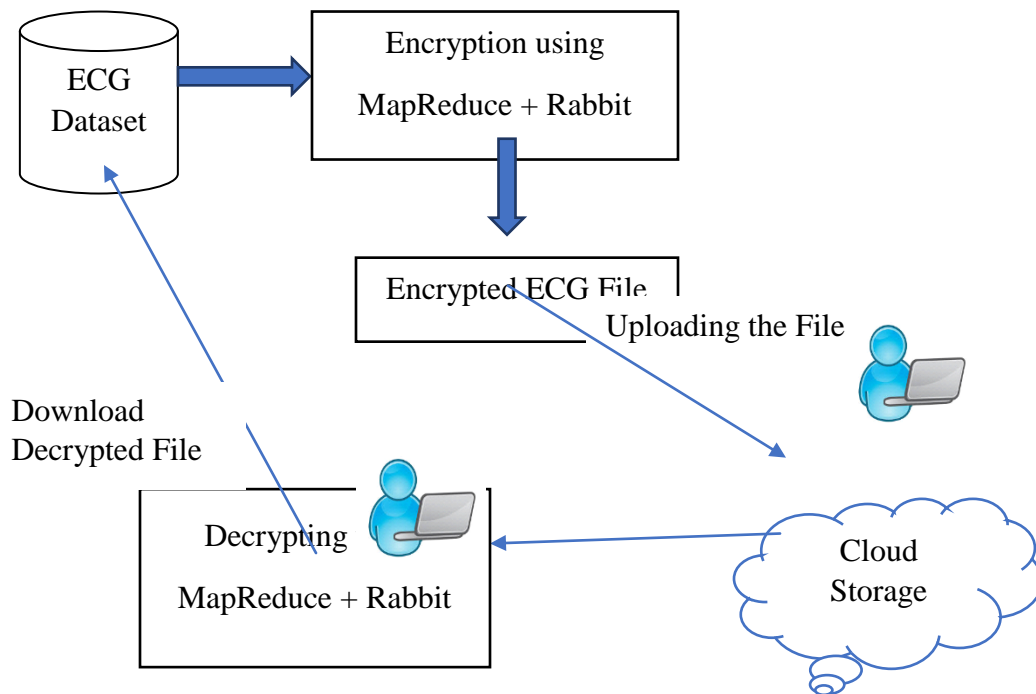 ECG
Dataset
Encryption using
MapReduce + Rabbit
Encrypted ECG File
Uploading the File
Download
Decrypted File
Decrypting
MapReduce + Rabbit
Cloud
Storage